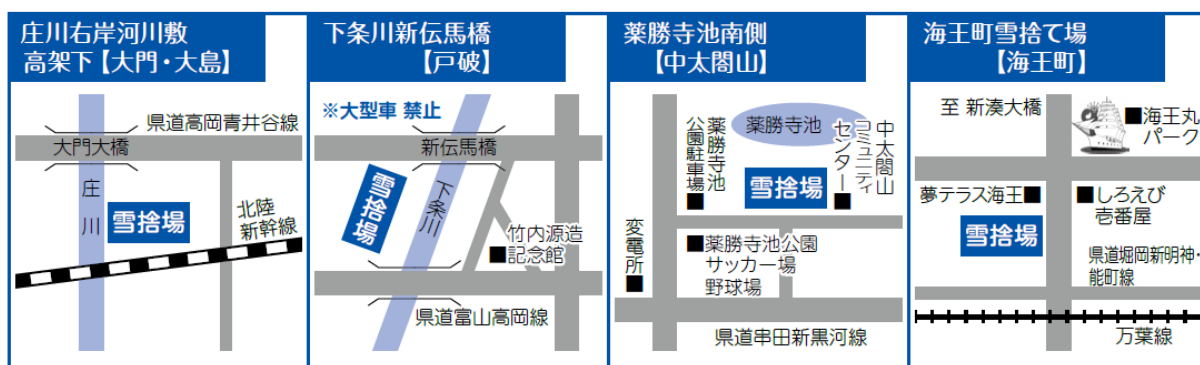 庄川右岸河川敷
高架下【大門・大島】
県道高岡青井谷線
大門大橋
庄川
雪捨場
北陸
新幹線
下条川新伝馬橋
【戸破】
※大型車 禁止
新伝馬橋
雪捨場
下条川
竹内源造
■記念館
県道富山高岡線
薬勝寺池南側
【中太閤山】
薬勝寺池
公園駐車場■
薬勝寺池
中太閤山
コミュニティ
センター■
雪捨場
変電所■
■薬勝寺池公園
サッカー場
野球場
県道串田新黒河線
海王町雪捨て場
【海王町】
至 新湊大橋
■海王丸
パーク
夢テラス海王■
■しろえび
壱番屋
雪捨場
県道堀岡新明神・
能町線
万葉線